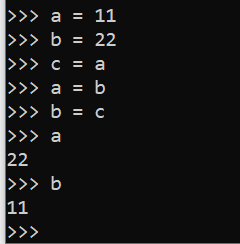 >>> a = 11
>>> b = 22
>>> c = a
>>> a = b
>>> b = c
>>> a
22
>>> b
11
>>>